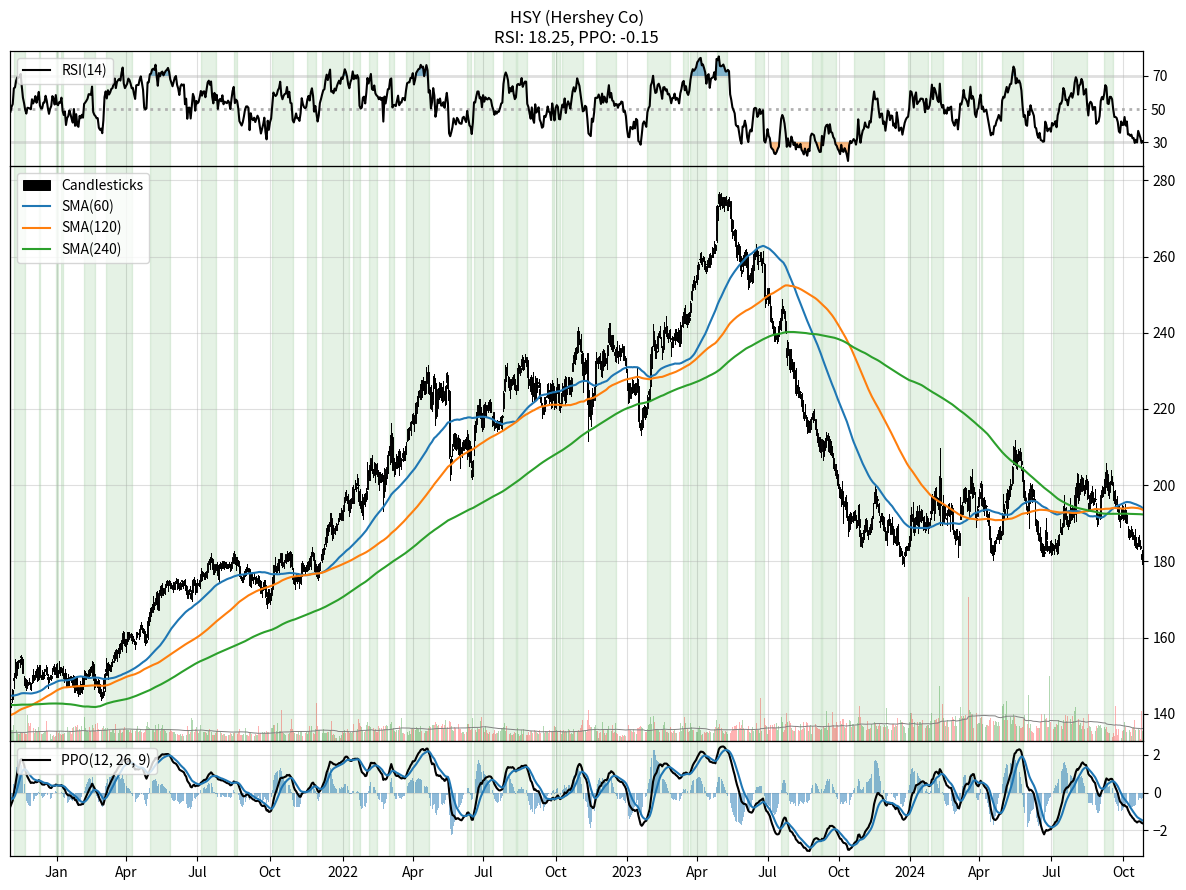 HSY (Hershey Co)
RSI: 18.25, PPO: -0.15
RSI(14)
70
50
30
Candlesticks
SMA(60)
SMA(120)
SMA(240)
280
260
240
220
200
180
160
140
PPO(12, 26, 9)
2
0
−2
Jan Apr Jul Oct 2022 Apr Jul Oct 2023 Apr Jul Oct 2024 Apr Jul Oct